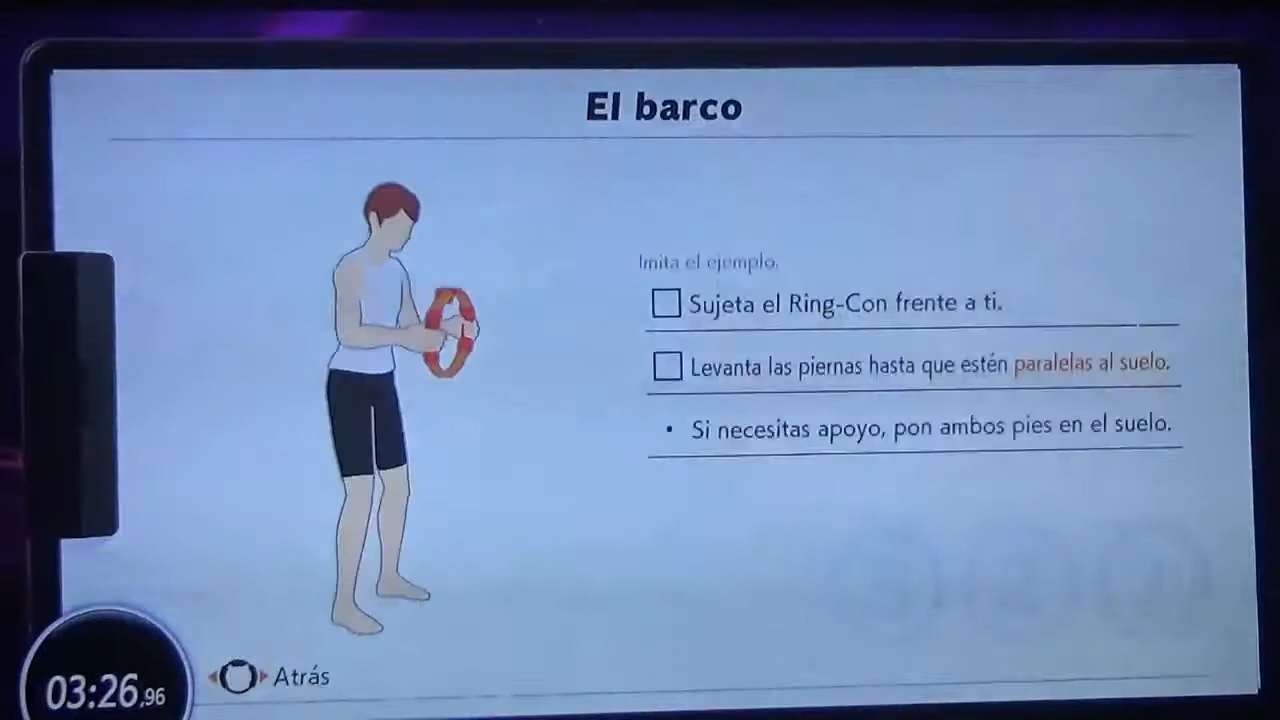 El barco
Imita el ejemplo.
Sujeta el Ring-Con frente a ti.
Levanta las piernas hasta que estén paralelas al suelo.
• Si necesitas apoyo, pon ambos pies en el suelo.
03:26,96
Atrás